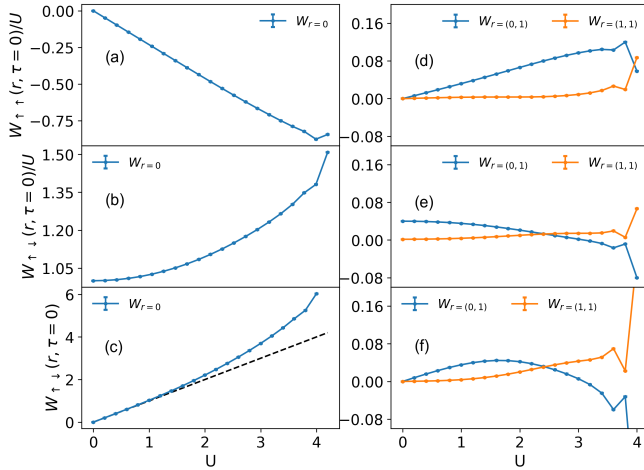 W↑↑(r, τ = 0)/U
0.00
−0.25
−0.50
−0.75
(a)
W_{r=0}
W↑↓(r, τ = 0)/U
1.50
1.35
1.20
1.05
(b)
W_{r=0}
W↑↓(r, τ = 0)
6
4
2
0
(c)
W_{r=0}
0 1 2 3 4
U
0.16
0.08
0.00
−0.08
(d)
W_{r=(0,1)} W_{r=(1,1)}
0.16
0.08
0.00
−0.08
(e)
W_{r=(0,1)} W_{r=(1,1)}
0.16
0.08
0.00
−0.08
(f)
W_{r=(0,1)} W_{r=(1,1)}
0 1 2 3 4
U